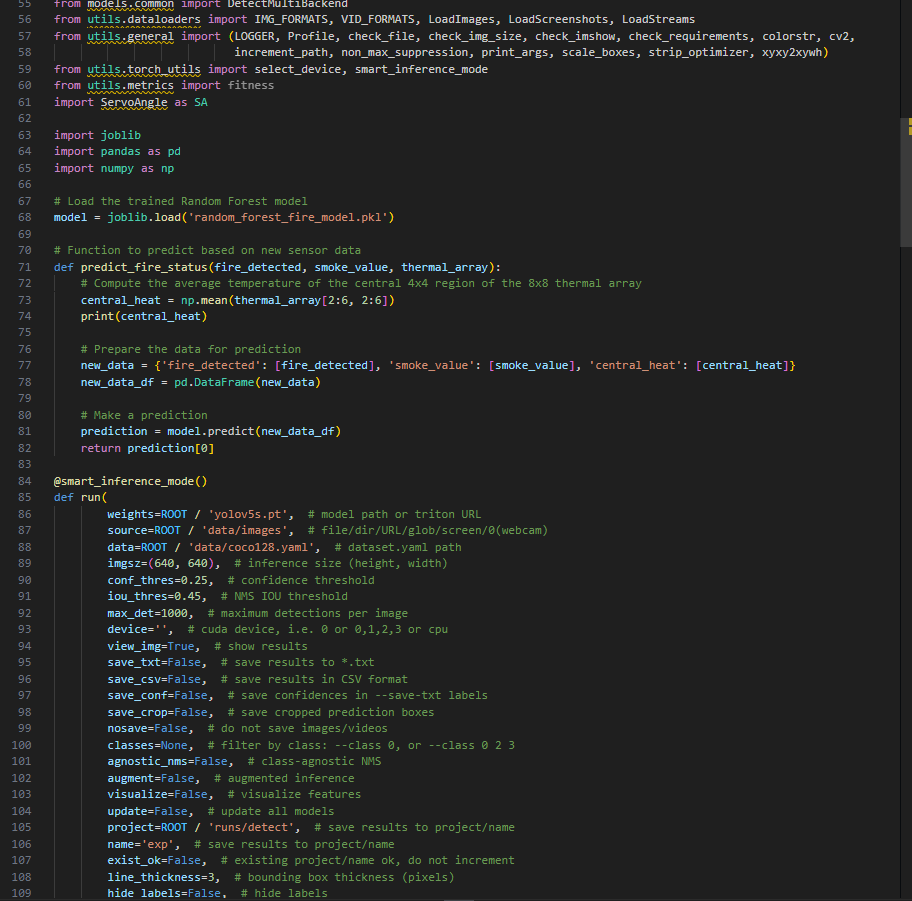 55 from models.common import DetectMultiBackend
56 from utils.dataloaders import IMG_FORMATS, VID_FORMATS, LoadImages, LoadScreenshots, LoadStreams
57 from utils.general import (LOGGER, Profile, check_file, check_img_size, check_imshow, check_requirements, colorstr, cv2,
58                            increment_path, non_max_suppression, print_args, scale_boxes, strip_optimizer, xyxy2xywh)
59 from utils.torch_utils import select_device, smart_inference_mode
60 from utils.metrics import fitness
61 import ServoAngle as SA
62
63 import joblib
64 import pandas as pd
65 import numpy as np
66
67 # Load the trained Random Forest model
68 model = joblib.load('random_forest_fire_model.pkl')
69
70 # Function to predict based on new sensor data
71 def predict_fire_status(fire_detected, smoke_value, thermal_array):
72     # Compute the average temperature of the central 4x4 region of the 8x8 thermal array
73     central_heat = np.mean(thermal_array[2:6, 2:6])
74     print(central_heat)
75
76     # Prepare the data for prediction
77     new_data = {'fire_detected': [fire_detected], 'smoke_value': [smoke_value], 'central_heat': [central_heat]}
78     new_data_df = pd.DataFrame(new_data)
79
80     # Make a prediction
81     prediction = model.predict(new_data_df)
82     return prediction[0]
83
84 @smart_inference_mode()
85 def run(
86         weights=ROOT / 'yolov5s.pt',  # model path or triton URL
87         source=ROOT / 'data/images',  # file/dir/URL/glob/screen/0(webcam)
88         data=ROOT / 'data/coco128.yaml',  # dataset.yaml path
89         imgsz=(640, 640),  # inference size (height, width)
90         conf_thres=0.25,  # confidence threshold
91         iou_thres=0.45,  # NMS IOU threshold
92         max_det=1000,  # maximum detections per image
93         device='',  # cuda device, i.e. 0 or 0,1,2,3 or cpu
94         view_img=True,  # show results
95         save_txt=False,  # save results to *.txt
96         save_csv=False,  # save results in CSV format
97         save_conf=False,  # save confidences in --save-txt labels
98         save_crop=False,  # save cropped prediction boxes
99         nosave=False,  # do not save images/videos
100         classes=None,  # filter by class: --class 0, or --class 0 2 3
101         agnostic_nms=False,  # class-agnostic NMS
102         augment=False,  # augmented inference
103         visualize=False,  # visualize features
104         update=False,  # update all models
105         project=ROOT / 'runs/detect',  # save results to project/name
106         name='exp',  # save results to project/name
107         exist_ok=False,  # existing project/name ok, do not increment
108         line_thickness=3,  # bounding box thickness (pixels)
109         hide_labels=False,  # hide labels